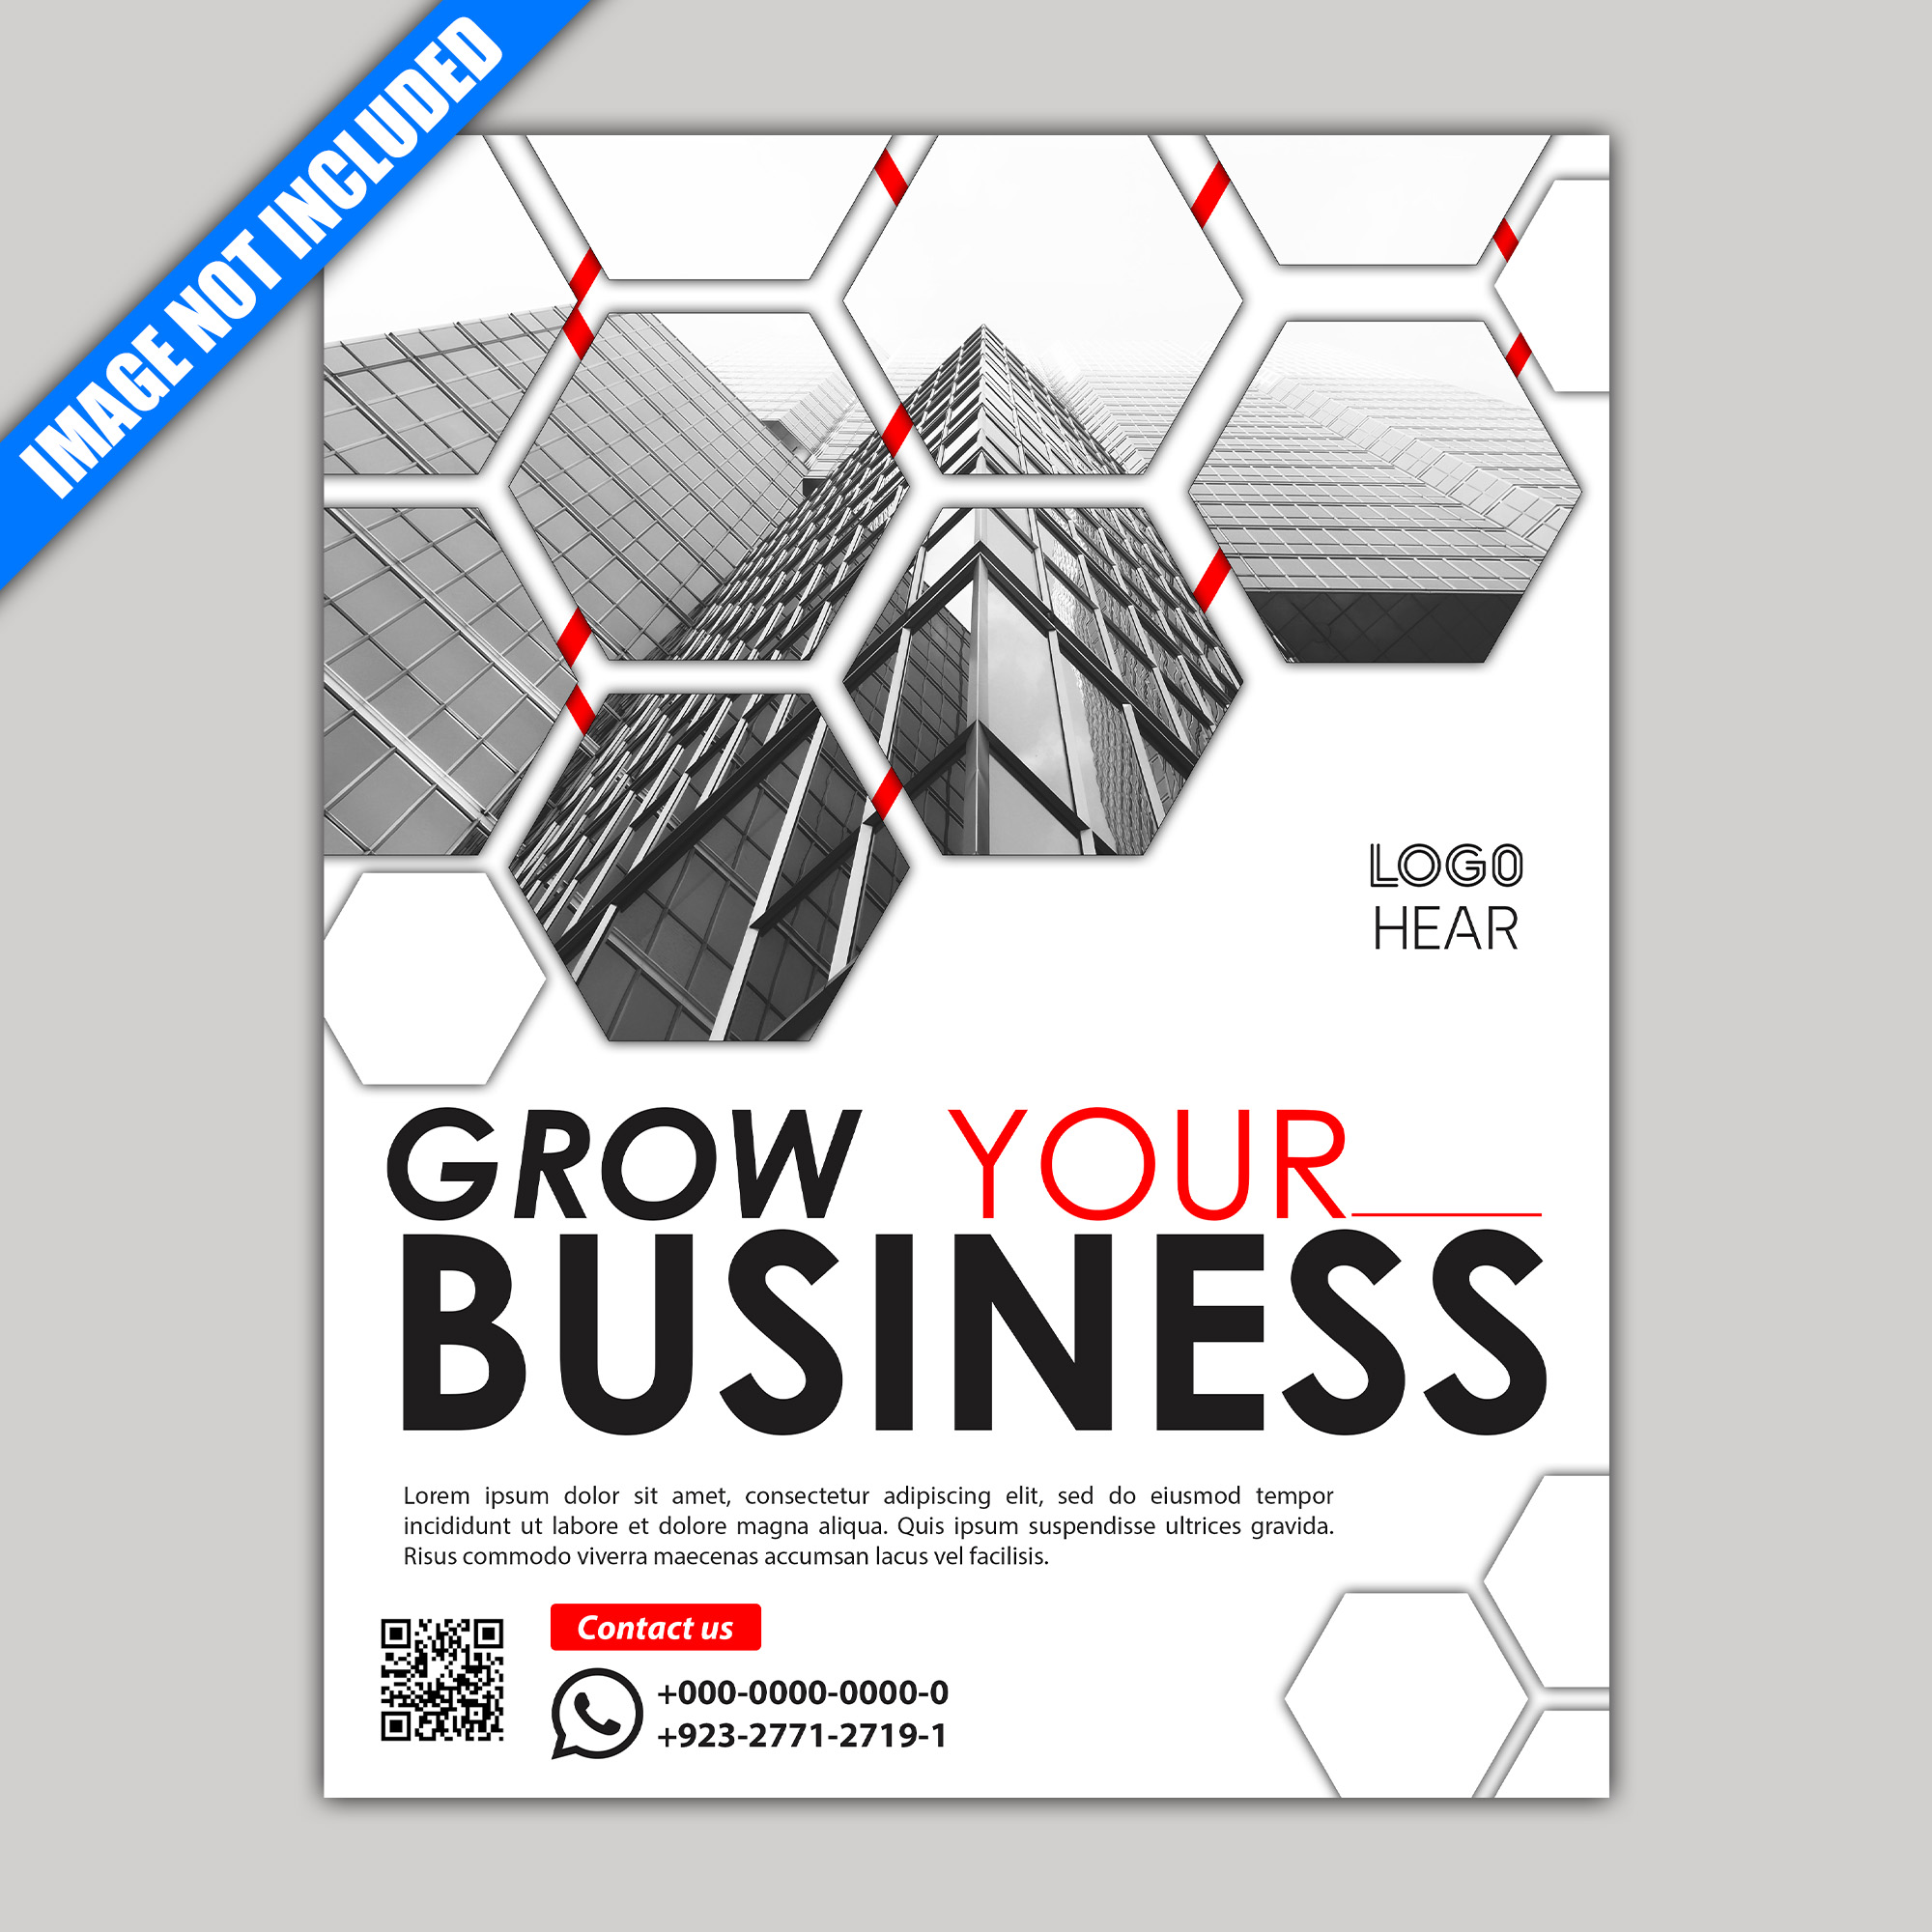 IMAGE NOT INCLUDED
LOGO
HEAR
GROW YOUR
BUSINESS
Lorem ipsum dolor sit amet, consectetur adipiscing elit, sed do eiusmod tempor
incididunt ut labore et dolore magna aliqua. Quis ipsum suspendisse ultrices gravida.
Risus commodo viverra maecenas accumsan lacus vel facilisis.
Contact us
+000-0000-0000-0
+923-2771-2719-1